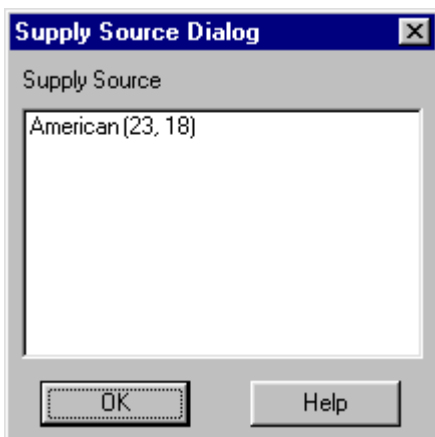 Supply Source Dialog
Supply Source
American (23, 18)
OK Help